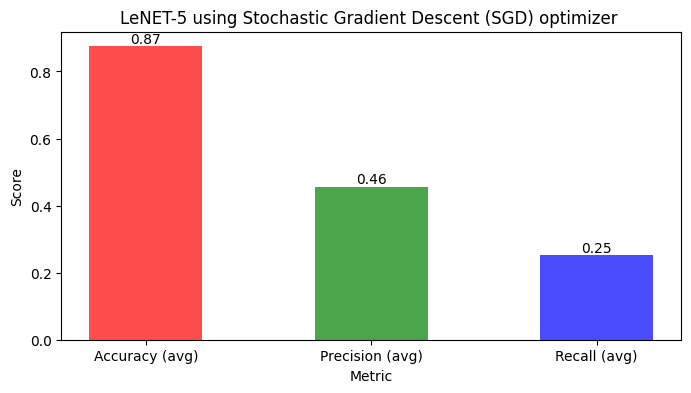 LeNET-5 using Stochastic Gradient Descent (SGD) optimizer
0.87
0.46
0.25
0.8
0.6
0.4
0.2
0.0
Score
Accuracy (avg)
Precision (avg)
Recall (avg)
Metric